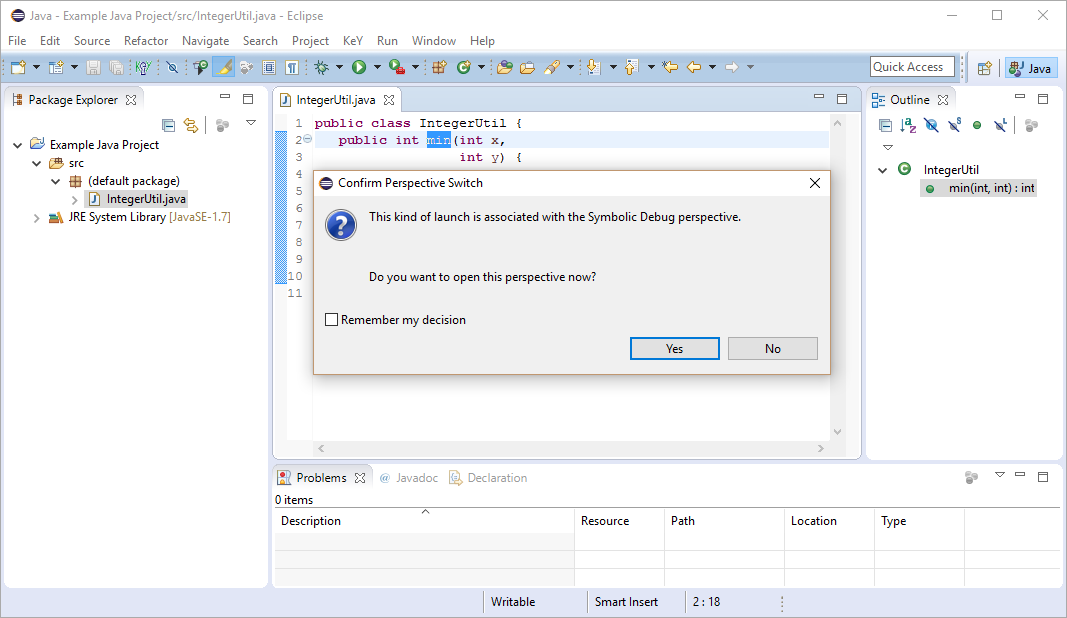 Java - Example Java Project/src/IntegerUtil.java - Eclipse
File Edit Source Refactor Navigate Search Project KeY Run Window Help
Quick Access Java
Package Explorer
Example Java Project
src
(default package)
IntegerUtil.java
JRE System Library [JavaSE-1.7]
IntegerUtil.java
1 public class IntegerUtil {
2 public int min(int x,
3 int y) {
4
5
6
7
8
9
10
11
Confirm Perspective Switch
This kind of launch is associated with the Symbolic Debug perspective.
Do you want to open this perspective now?
Remember my decision
Yes No
Outline
IntegerUtil
min(int, int) : int
Problems @ Javadoc Declaration
0 items
Description Resource Path Location Type
Writable Smart Insert 2 : 18